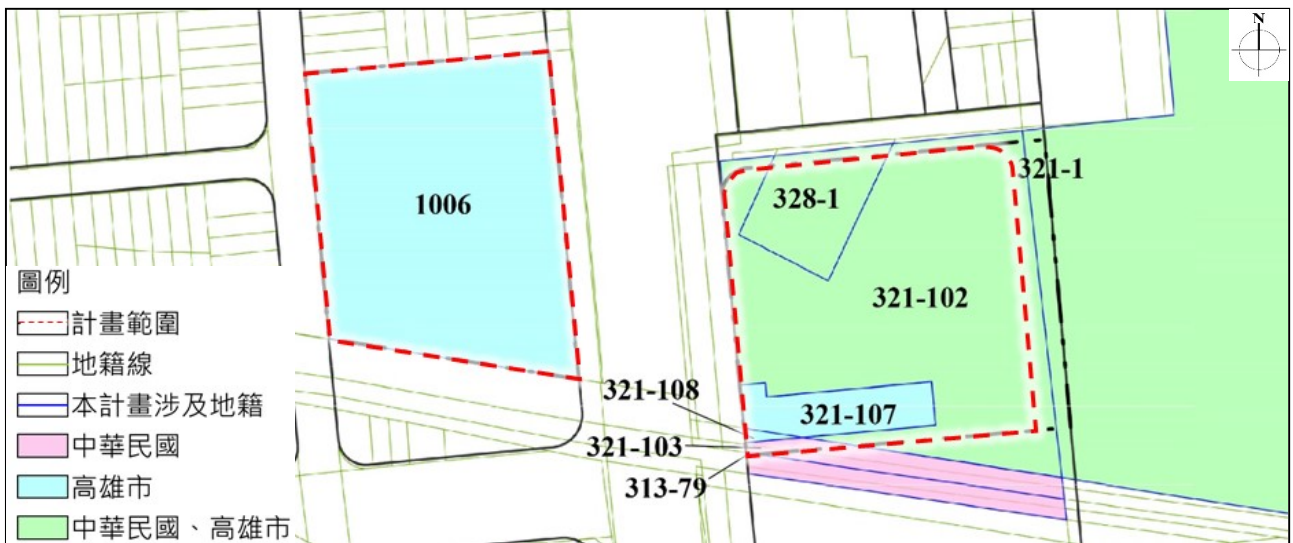 N
321-1
328-1
1006
321-102
圖例
計畫範圍
地籍線
321-108
本計畫涉及地籍
321-107
中華民國
321-103
高雄市
313-79
中華民國、高雄市